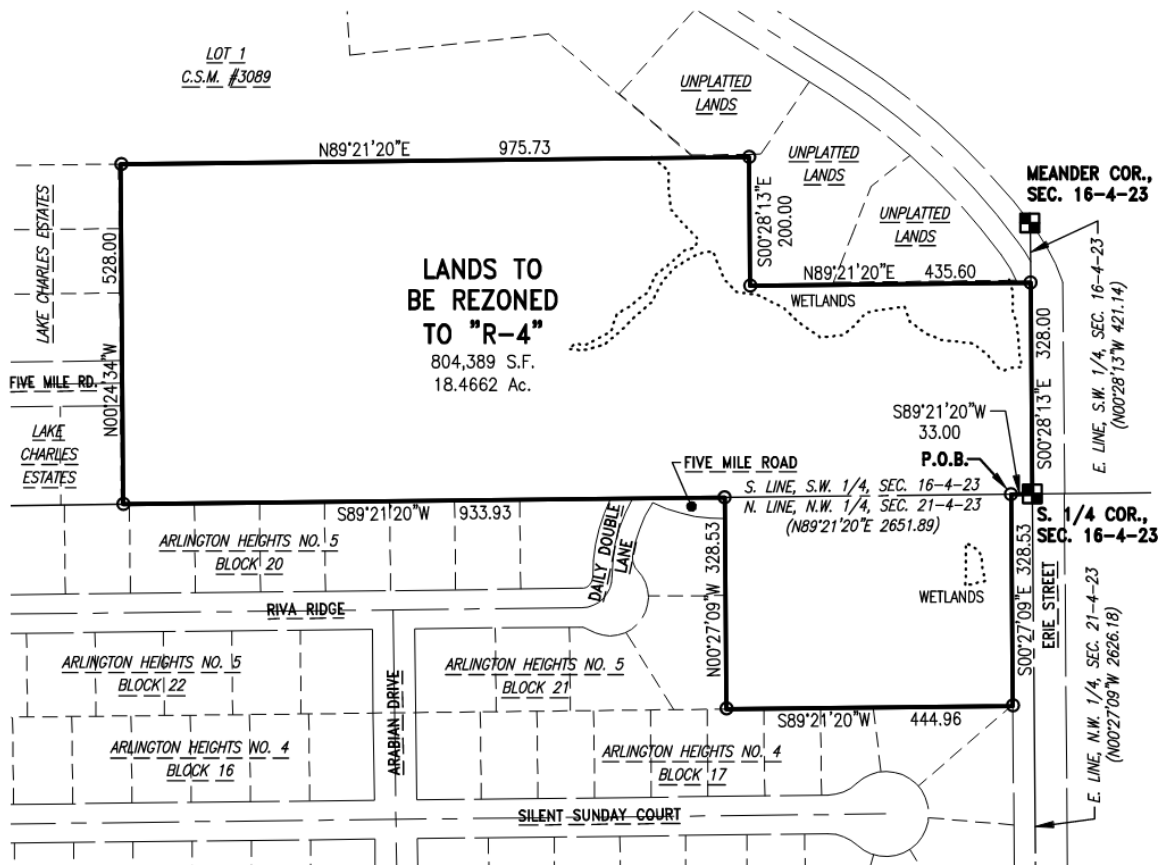 LOT 1
C.S.M. #3089
UNPLATTED
LANDS
N89°21'20"E 975.73
UNPLATTED
LANDS
MEANDER COR.,
SEC. 16-4-23
LAKE CHARLES ESTATES
528.00
N00°24'34"W
S00°28'13"E
200.00
UNPLATTED
LANDS
LANDS TO
BE REZONED
TO "R-4"
804,389 S.F.
18.4662 Ac.
N89°21'20"E 435.60
WETLANDS
S00°28'13"E 328.00
E. LINE, S.W. 1/4, SEC. 16-4-23
(N00°28'13"W 421.14)
FIVE MILE RD.
LAKE
CHARLES
ESTATES
S89°21'20"W
33.00
P.O.B.
FIVE MILE ROAD
S. LINE, S.W. 1/4, SEC. 16-4-23
N. LINE, N.W. 1/4, SEC. 21-4-23
(N89°21'20"E 2651.89)
S. 1/4 COR.,
SEC. 16-4-23
S89°21'20"W 933.93
ARLINGTON HEIGHTS NO. 5
BLOCK 20
DAILY DOUBLE
LANE
N00°27'09"W 328.53
WETLANDS
S00°27'09"E 328.53
ERIE STREET
E. LINE, N.W. 1/4, SEC. 21-4-23
(N00°27'09"W 2626.18)
RIVA RIDGE
ARLINGTON HEIGHTS NO. 5
BLOCK 22
ARABIAN DRIVE
ARLINGTON HEIGHTS NO. 5
BLOCK 21
S89°21'20"W 444.96
ARLINGTON HEIGHTS NO. 4
BLOCK 16
ARLINGTON HEIGHTS NO. 4
BLOCK 17
SILENT SUNDAY COURT